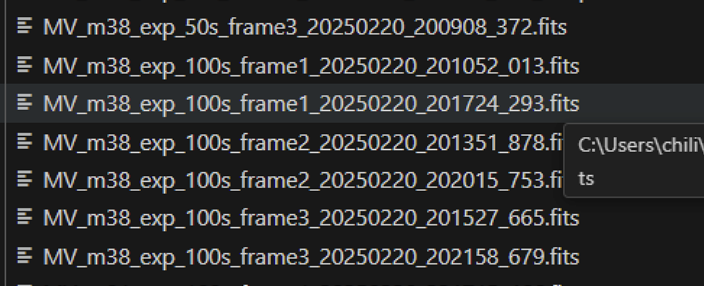 MV_m38_exp_50s_frame3_20250220_200908_372.fits
MV_m38_exp_100s_frame1_20250220_201052_013.fits
MV_m38_exp_100s_frame1_20250220_201724_293.fits
MV_m38_exp_100s_frame2_20250220_201351_878.fi
C:\Users\chili\
MV_m38_exp_100s_frame2_20250220_202015_753.fi
ts
MV_m38_exp_100s_frame3_20250220_201527_665.fits
MV_m38_exp_100s_frame3_20250220_202158_679.fits